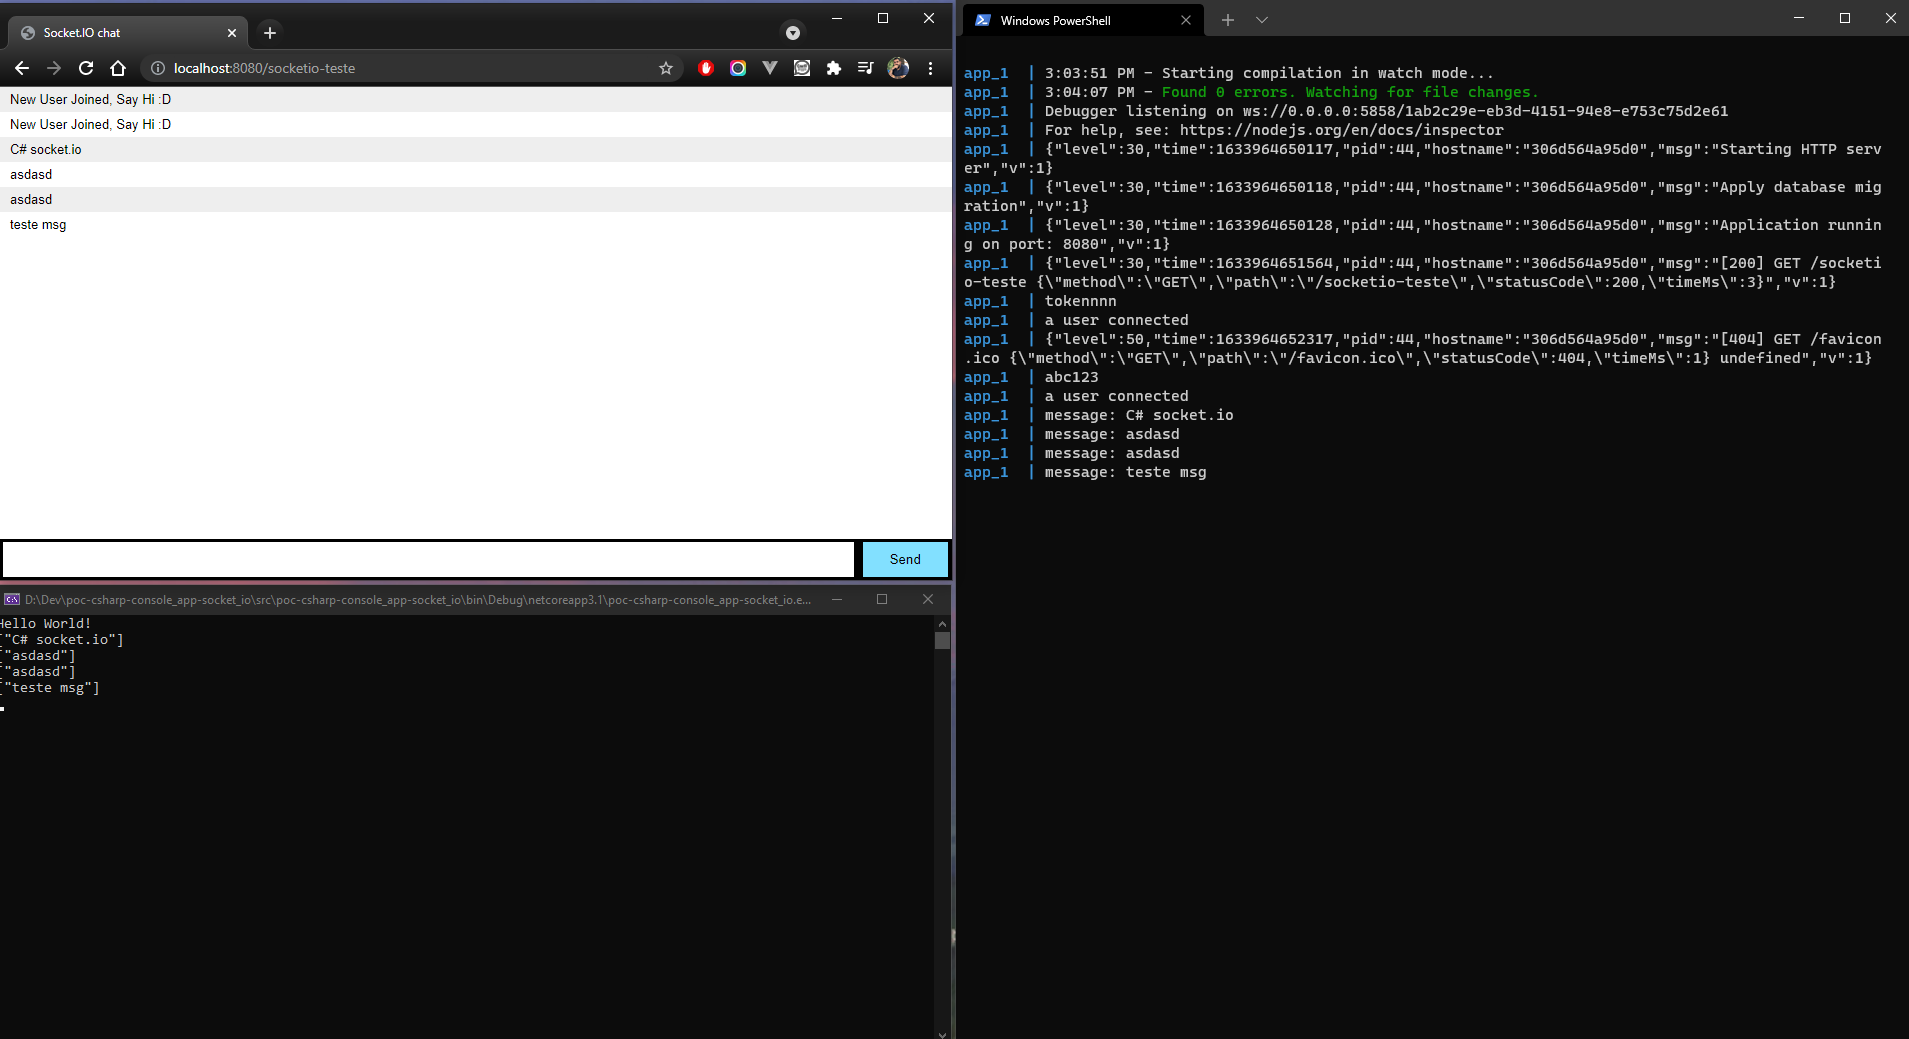 Socket.IO chat
localhost:8080/socketio-teste
New User Joined, Say Hi :D
New User Joined, Say Hi :D
C# socket.io
asdasd
asdasd
teste msg
Send
D:\Dev\poc-csharp-console_app-socket_io\src\poc-csharp-console_app-socket_io\bin\Debug\netcoreapp3.1\poc-csharp-console_app-socket_io.e...
Hello World!
["C# socket.io"]
["asdasd"]
["asdasd"]
["teste msg"]
Windows PowerShell
app_1 | 3:03:51 PM - Starting compilation in watch mode...
app_1 | 3:04:07 PM - Found 0 errors. Watching for file changes.
app_1 | Debugger listening on ws://0.0.0.0:5858/1ab2c29e-eb3d-4151-94e8-e753c75d2e61
app_1 | For help, see: https://nodejs.org/en/docs/inspector
app_1 | {"level":30,"time":1633964650117,"pid":44,"hostname":"306d564a95d0","msg":"Starting HTTP serv
er","v":1}
app_1 | {"level":30,"time":1633964650118,"pid":44,"hostname":"306d564a95d0","msg":"Apply database mig
ration","v":1}
app_1 | {"level":30,"time":1633964650128,"pid":44,"hostname":"306d564a95d0","msg":"Application runnin
g on port: 8080","v":1}
app_1 | {"level":30,"time":1633964651564,"pid":44,"hostname":"306d564a95d0","msg":"[200] GET /socketi
o-teste {\"method\":\"GET\",\"path\":\"/socketio-teste\",\"statusCode\":200,\"timeMs\":3}","v":1}
app_1 | tokennnn
app_1 | a user connected
app_1 | {"level":50,"time":1633964652317,"pid":44,"hostname":"306d564a95d0","msg":"[404] GET /favicon
.ico {\"method\":\"GET\",\"path\":\"/favicon.ico\",\"statusCode\":404,\"timeMs\":1} undefined","v":1}
app_1 | abc123
app_1 | a user connected
app_1 | message: C# socket.io
app_1 | message: asdasd
app_1 | message: asdasd
app_1 | message: teste msg